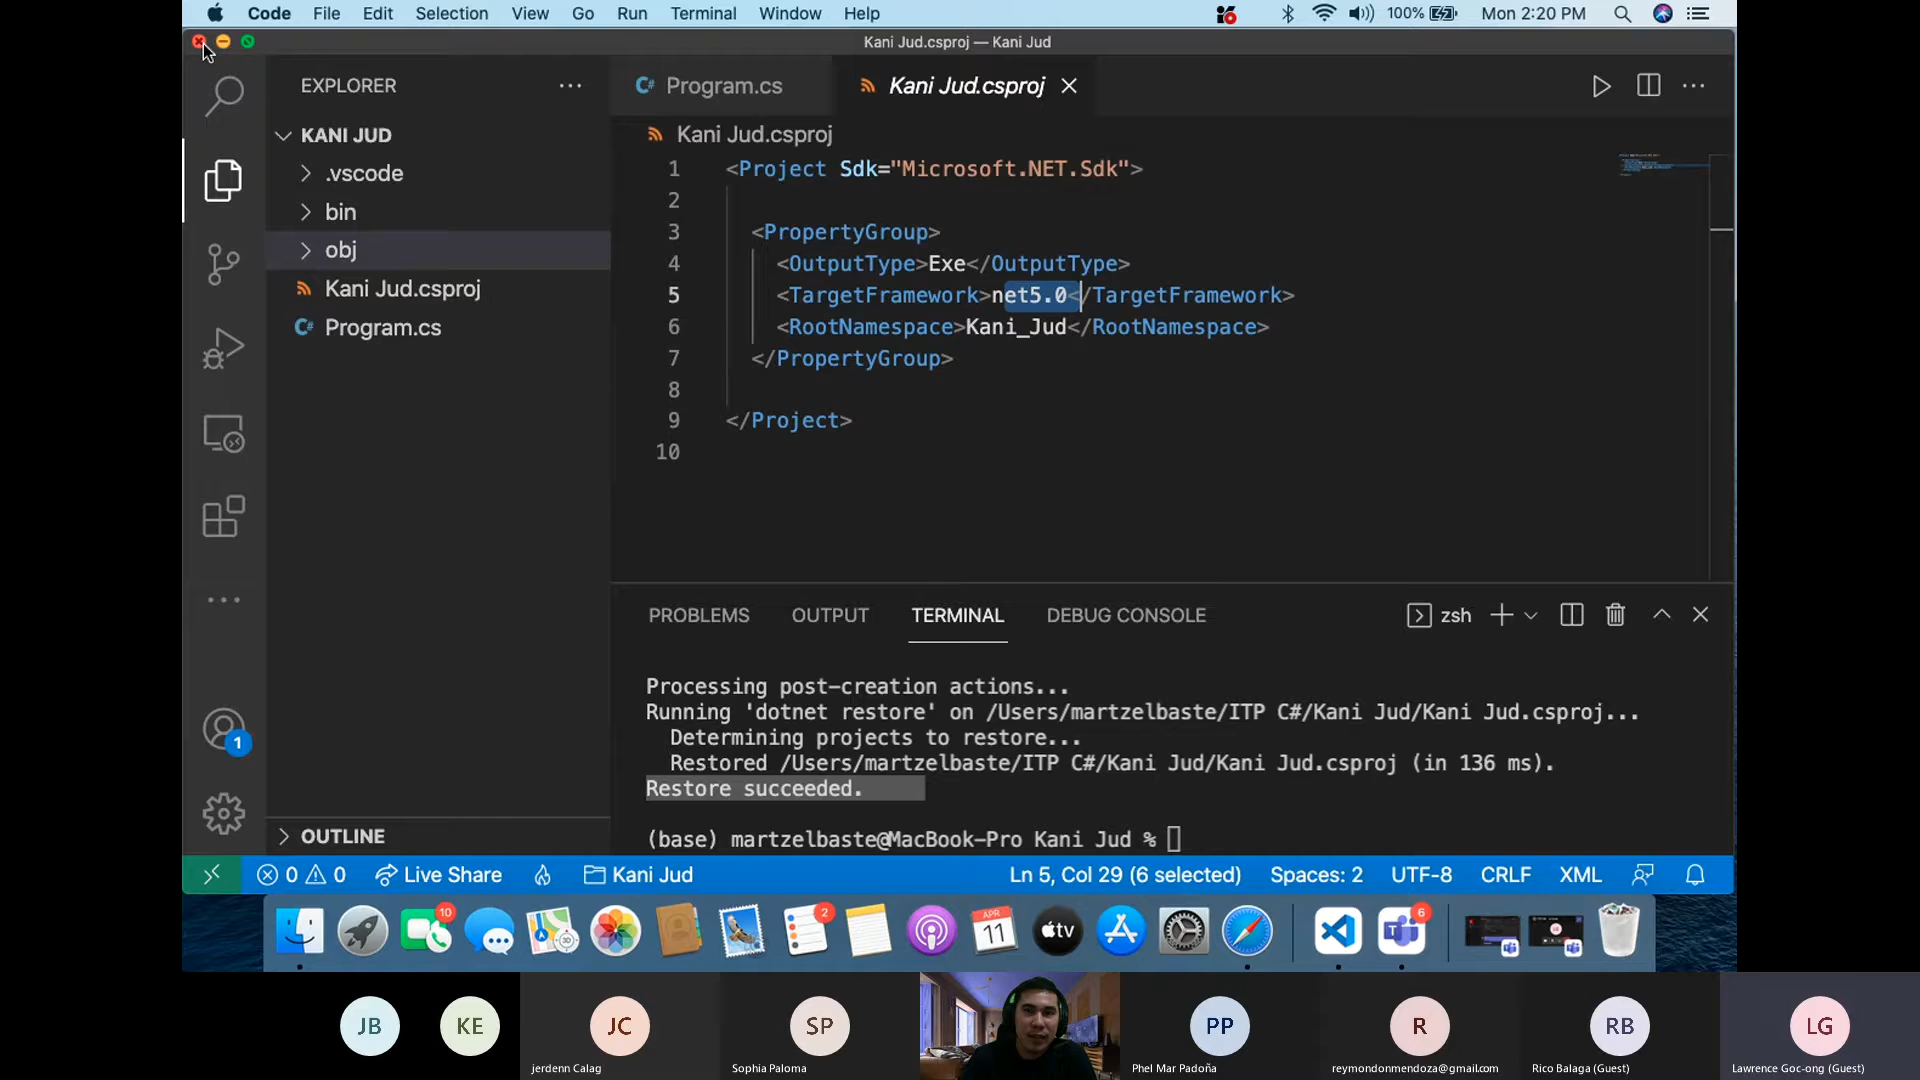 Code File Edit Selection View Go Run Terminal Window Help 100% Mon 2:20 PM
Kani Jud.csproj — Kani Jud
EXPLORER
KANI JUD
.vscode
bin
obj
Kani Jud.csproj
C# Program.cs
OUTLINE
1
C# Program.cs
Kani Jud.csproj
Kani Jud.csproj
1 <Project Sdk="Microsoft.NET.Sdk">
2
3 <PropertyGroup>
4 <OutputType>Exe</OutputType>
5 <TargetFramework>net5.0</TargetFramework>
6 <RootNamespace>Kani_Jud</RootNamespace>
7 </PropertyGroup>
8
9 </Project>
10
PROBLEMS OUTPUT TERMINAL DEBUG CONSOLE zsh
Processing post-creation actions...
Running 'dotnet restore' on /Users/martzelbaste/ITP C#/Kani Jud/Kani Jud.csproj...
Determining projects to restore...
Restored /Users/martzelbaste/ITP C#/Kani Jud/Kani Jud.csproj (in 136 ms).
Restore succeeded.
(base) martzelbaste@MacBook-Pro Kani Jud %
0 0 Live Share Kani Jud Ln 5, Col 29 (6 selected) Spaces: 2 UTF-8 CRLF XML
10 2 APR 11 tv 6
JB KE JC SP PP R RB LG
jerdenn Calag Sophia Paloma Phel Mar Padoña reymondonmendoza@gmail.com Rico Balaga (Guest) Lawrence Goc-ong (Guest)